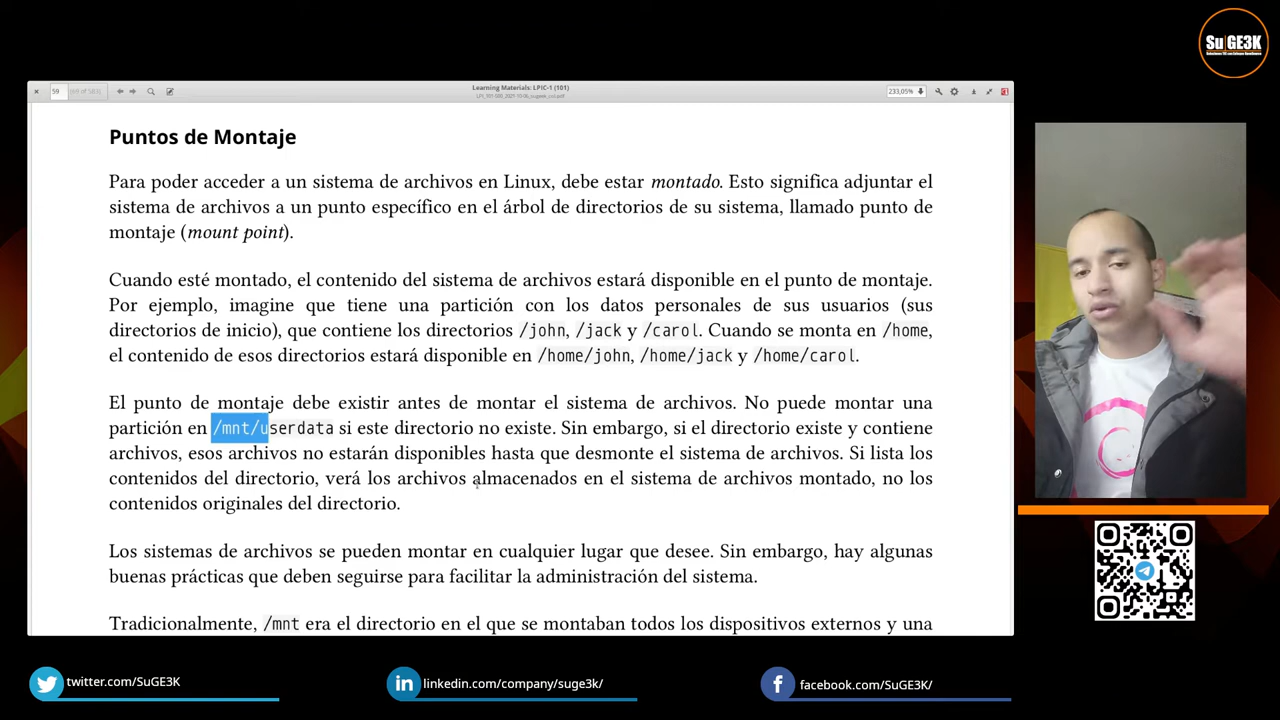 Su GE3K
59
Learning Materials: LPIC-1 (101)
233,05%
Puntos de Montaje
Para poder acceder a un sistema de archivos en Linux, debe estar montado. Esto significa adjuntar el
sistema de archivos a un punto específico en el árbol de directorios de su sistema, llamado punto de
montaje (mount point).
Cuando esté montado, el contenido del sistema de archivos estará disponible en el punto de montaje.
Por ejemplo, imagine que tiene una partición con los datos personales de sus usuarios (sus
directorios de inicio), que contiene los directorios /john, /jack y /carol. Cuando se monta en /home,
el contenido de esos directorios estará disponible en /home/john, /home/jack y /home/carol.
El punto de montaje debe existir antes de montar el sistema de archivos. No puede montar una
partición en /mnt/userdata si este directorio no existe. Sin embargo, si el directorio existe y contiene
archivos, esos archivos no estarán disponibles hasta que desmonte el sistema de archivos. Si lista los
contenidos del directorio, verá los archivos almacenados en el sistema de archivos montado, no los
contenidos originales del directorio.
Los sistemas de archivos se pueden montar en cualquier lugar que desee. Sin embargo, hay algunas
buenas prácticas que deben seguirse para facilitar la administración del sistema.
Tradicionalmente, /mnt era el directorio en el que se montaban todos los dispositivos externos y una
twitter.com/SuGE3K
linkedin.com/company/suge3k/
facebook.com/SuGE3K/